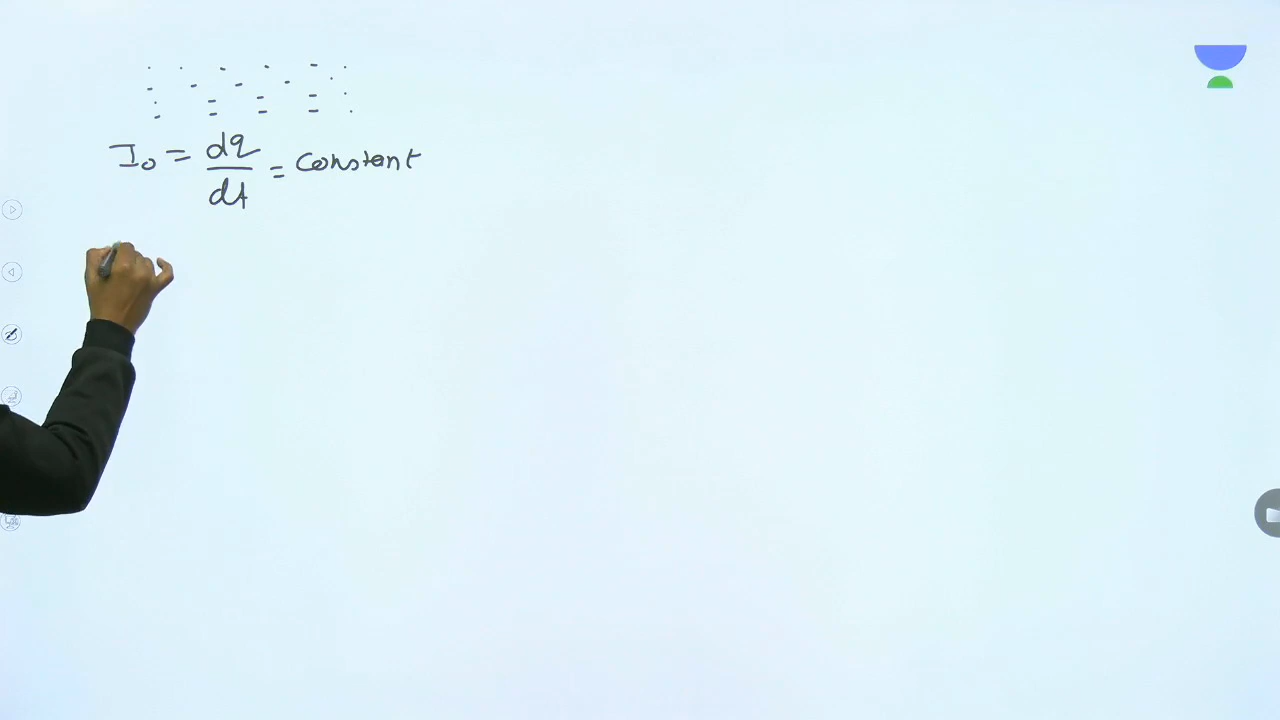 I₀ = dq/dt = constant